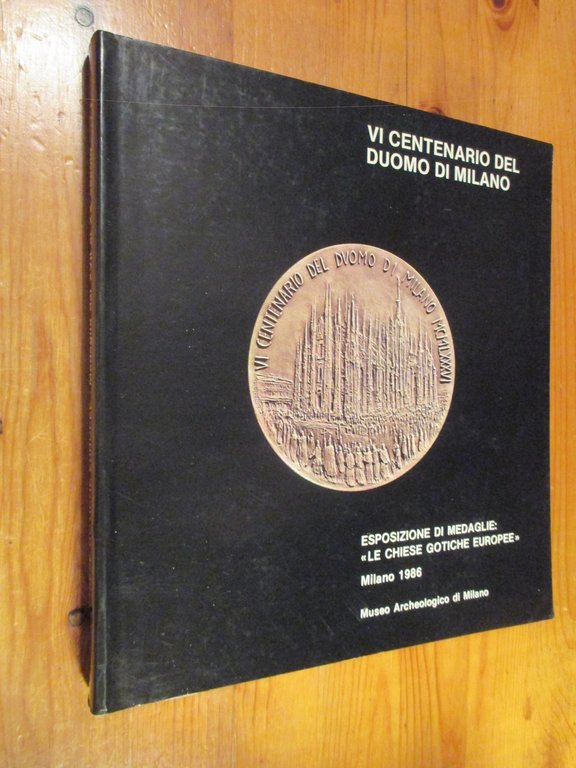 VI CENTENARIO DEL
DUOMO DI MILANO
VI CENTENARIO DEL DVOMO DI MILANO MCMLXXXVI
ESPOSIZIONE DI MEDAGLIE:
«LE CHIESE GOTICHE EUROPEE»
Milano 1986
Museo Archeologico di Milano